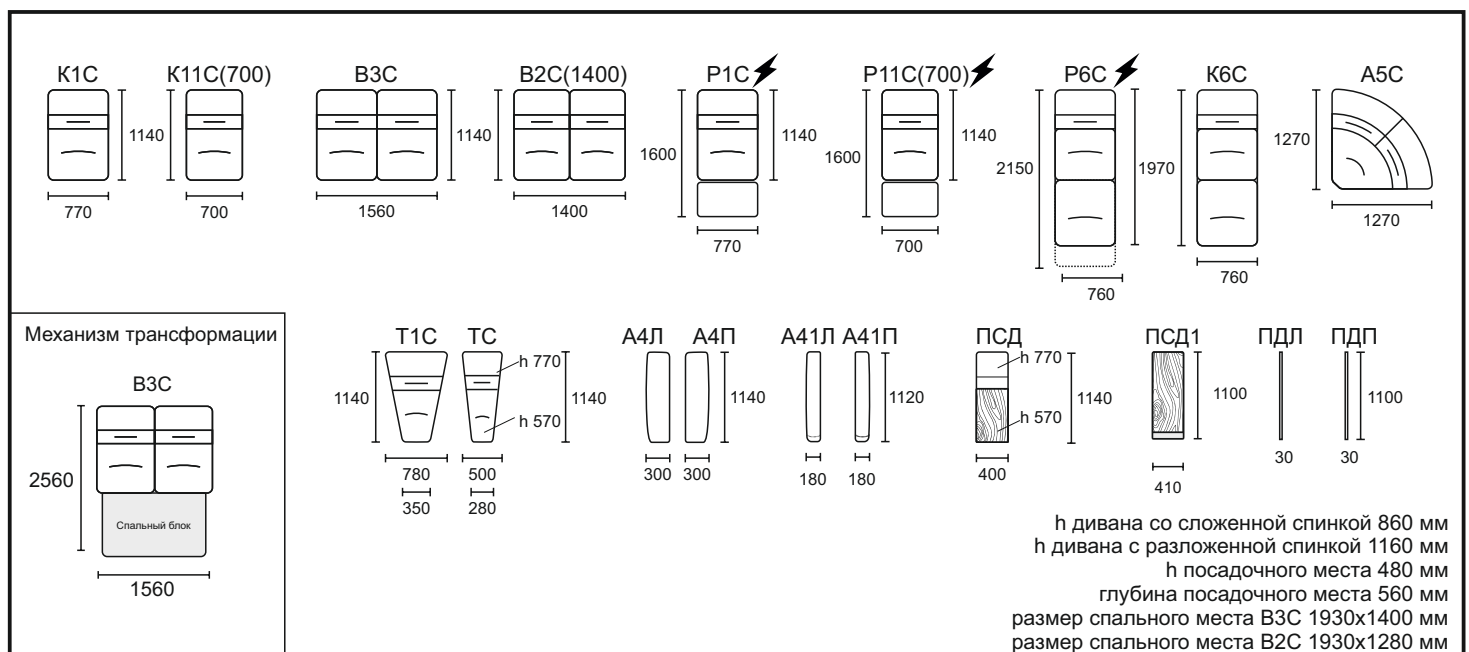 К1С К11С(700) В3С В2С(1400) Р1С Р11С(700) Р6С К6С А5С
1140 1140 1140 1140 1140 1270
1600 1600 2150 1970
770 700 1560 1400 1270
770 700 760 760
Механизм трансформации
В3С
2560
Спальный блок
1560
Т1С ТС А4Л А4П А41Л А41П ПСД ПСД1 ПДЛ ПДП
h 770 h 770
1140 1140 1140 1120 1140 1100 1100
h 570 h 570
780 500 300 300 180 180 400 410 30 30
350 280
h дивана со сложенной спинкой 860 мм
h дивана с разложенной спинкой 1160 мм
h посадочного места 480 мм
глубина посадочного места 560 мм
размер спального места В3С 1930х1400 мм
размер спального места В2С 1930х1280 мм